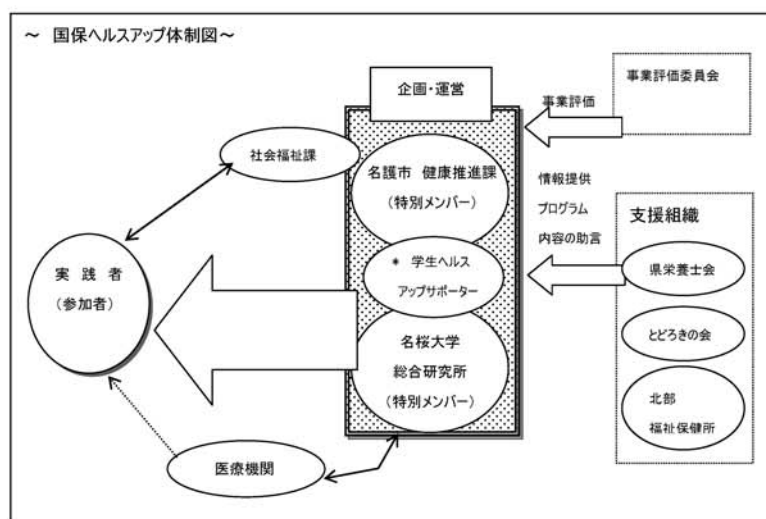 ～ 国保ヘルスアップ体制図～
企画・運営
事業評価委員会
事業評価
社会福祉課
名護市 健康推進課
（特別メンバー）
情報提供
プログラム
内容の助言
支援組織
実 践 者
（参加者）
* 学生ヘルス
アップサポーター
県栄養士会
とどろきの会
名桜大学
総合研究所
（特別メンバー）
北部
福祉保健所
医療機関